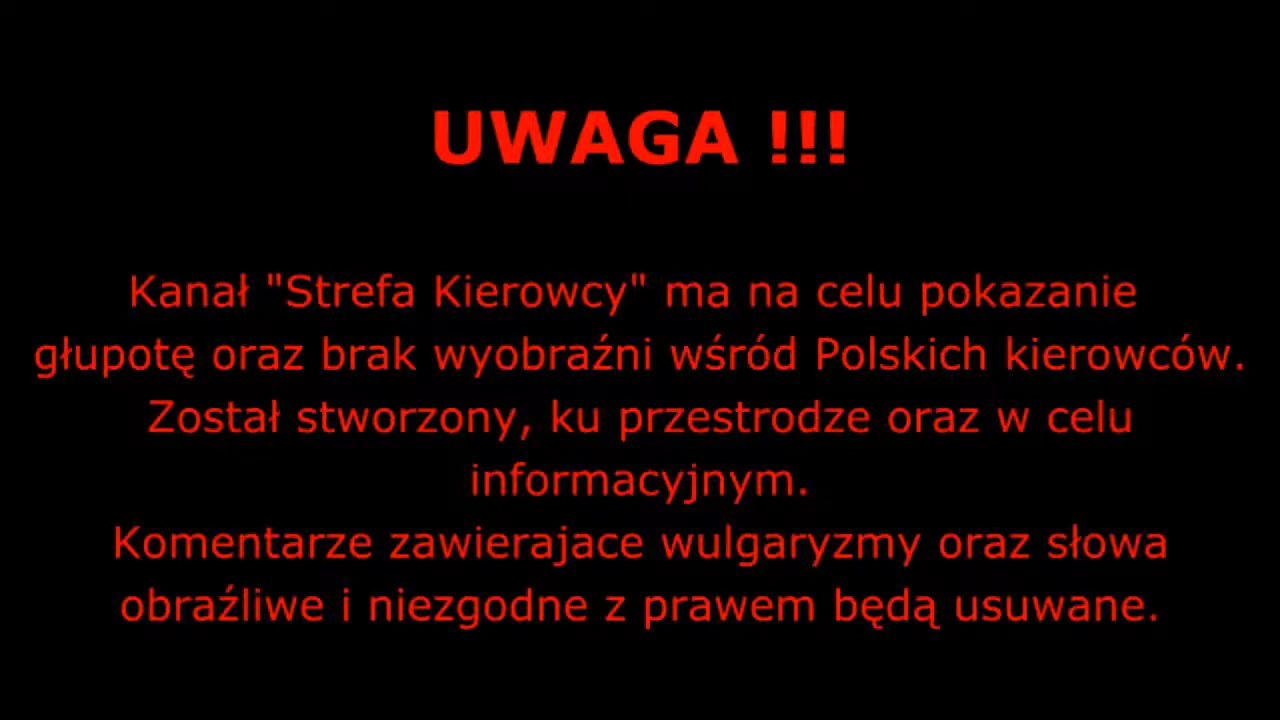 UWAGA !!!
Kanał "Strefa Kierowcy" ma na celu pokazanie
głupotę oraz brak wyobraźni wśród Polskich kierowców.
Został stworzony, ku przestrodze oraz w celu
informacyjnym.
Komentarze zawierajace wulgaryzmy oraz słowa
obraźliwe i niezgodne z prawem będą usuwane.